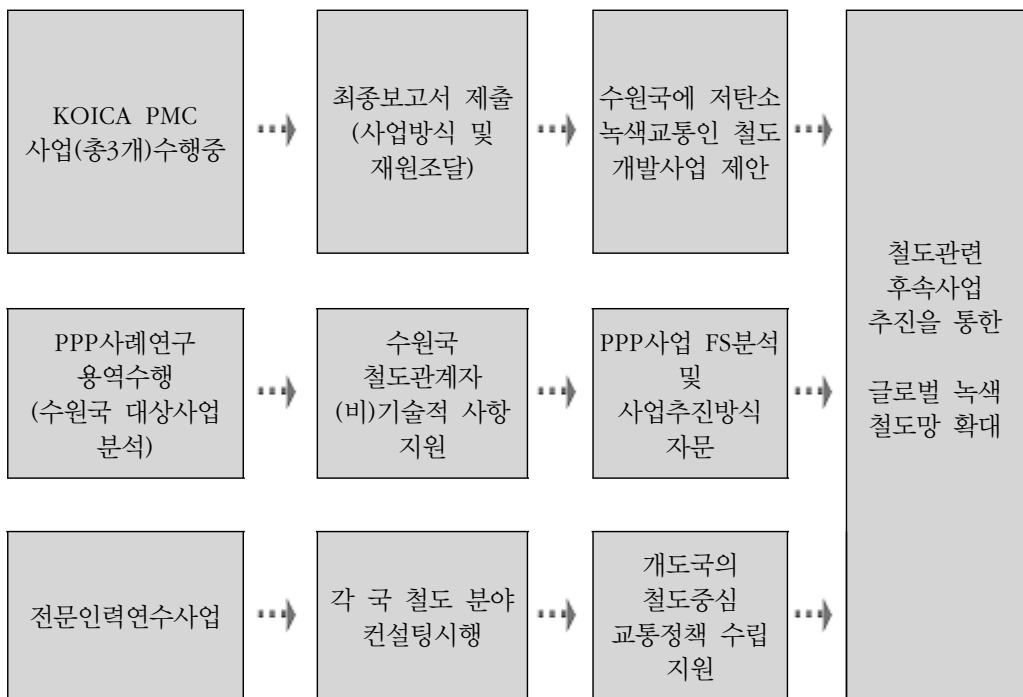 KOICA PMC
사업(총3개)수행중
최종보고서 제출
(사업방식 및
재원조달)
수원국에 저탄소
녹색교통인 철도
개발사업 제안
PPP사례연구
용역수행
(수원국 대상사업
분석)
수원국
철도관계자
(비)기술적 사항
지원
PPP사업 FS분석
및
사업추진방식
자문
전문인력연수사업
각 국 철도 분야
컨설팅시행
개도국의
철도중심
교통정책 수립
지원
철도관련
후속사업
추진을 통한
글로벌 녹색
철도망 확대